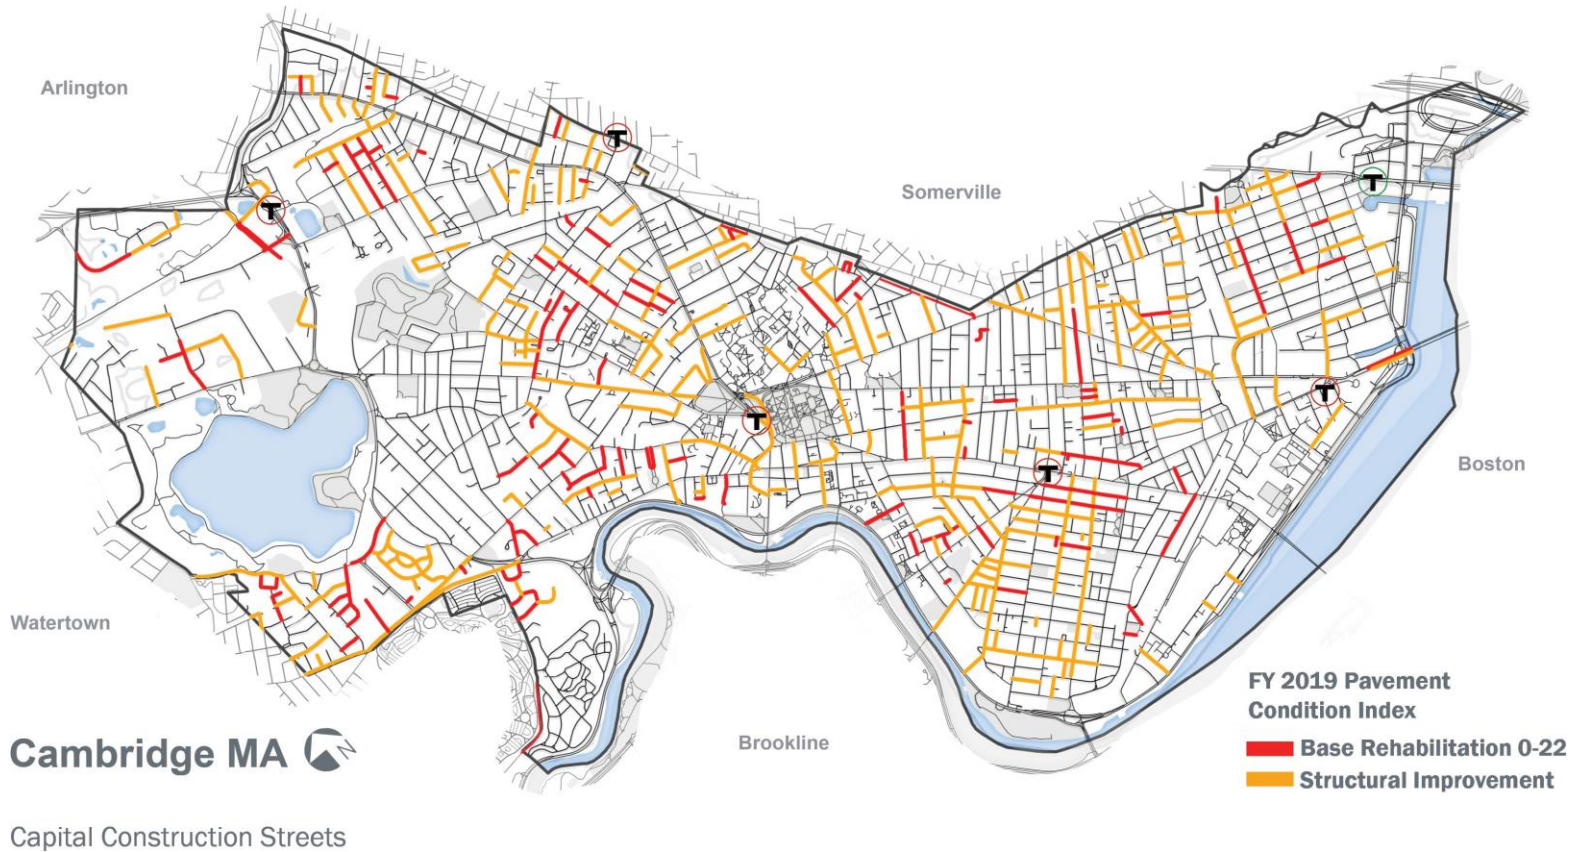 Arlington
Somerville
Boston
Watertown
Brookline
T
T
T
T
T
T
FY 2019 Pavement
Condition Index
Base Rehabilitation 0-22
Structural Improvement
Cambridge MA N
Capital Construction Streets